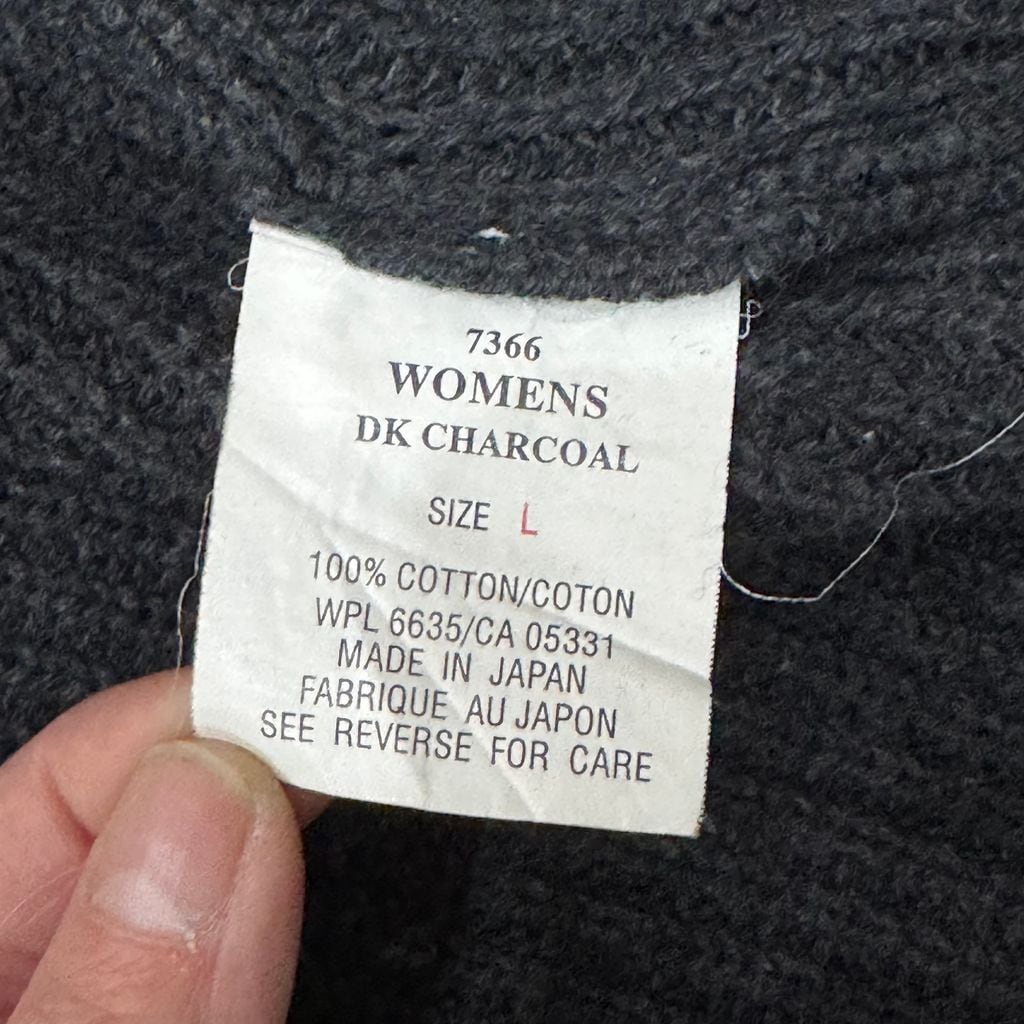 7366
WOMENS
DK CHARCOAL
SIZE L
100% COTTON/COTON
WPL 6635/CA 05331
MADE IN JAPAN
FABRIQUE AU JAPON
SEE REVERSE FOR CARE